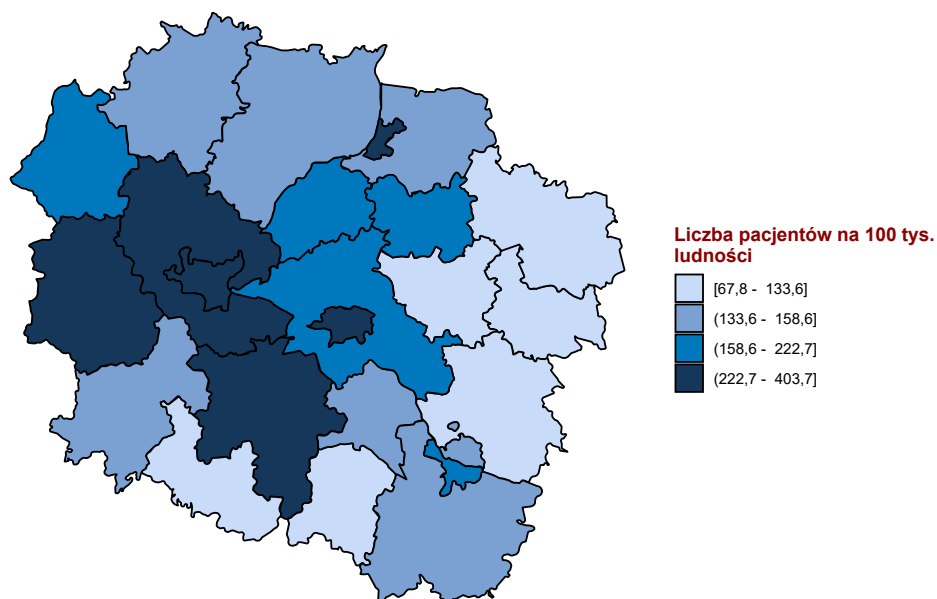 Liczba pacjentów na 100 tys.
ludności
[67,8 - 133,6]
(133,6 - 158,6]
(158,6 - 222,7]
(222,7 - 403,7]